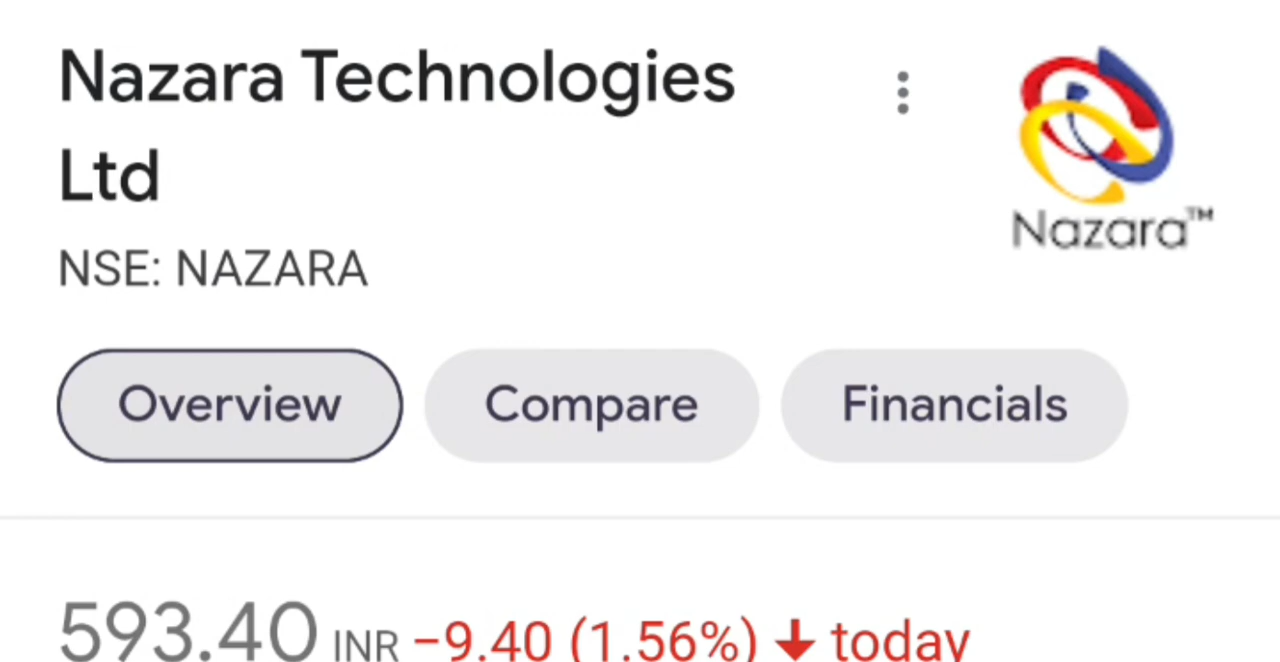 Nazara Technologies
Ltd
Nazara™
NSE: NAZARA
Overview
Compare
Financials
593.40 INR −9.40 (1.56%) ↓ today